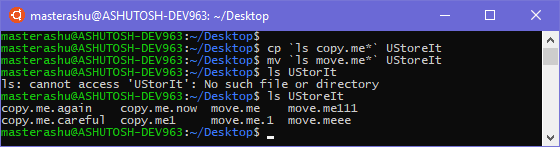 masterashu@ASHUTOSH-DEV963: ~/Desktop
masterashu@ASHUTOSH-DEV963:~/Desktop$
masterashu@ASHUTOSH-DEV963:~/Desktop$ cp `ls copy.me*` UStoreIt
masterashu@ASHUTOSH-DEV963:~/Desktop$ mv `ls move.me*` UStoreIt
masterashu@ASHUTOSH-DEV963:~/Desktop$ ls UStorIt
ls: cannot access 'UStorIt': No such file or directory
masterashu@ASHUTOSH-DEV963:~/Desktop$ ls UStoreIt
copy.me.again    copy.me.now  move.me    move.me111
copy.me.careful  copy.me1     move.me.1  move.meee
masterashu@ASHUTOSH-DEV963:~/Desktop$